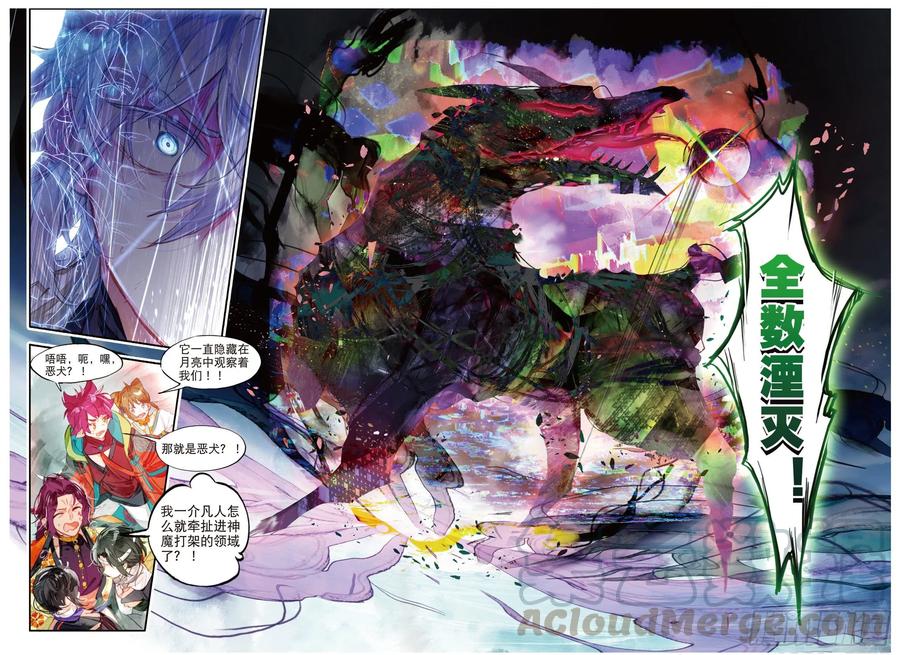 唔唔，呃，嘿，
恶犬？！
它一直隐藏在
月亮中观察着
我们！！
那就是恶犬？！
我一介凡人怎
么就牵扯进神
魔打架的领域
了？！
全数湮灭！
ACloudMerge.com